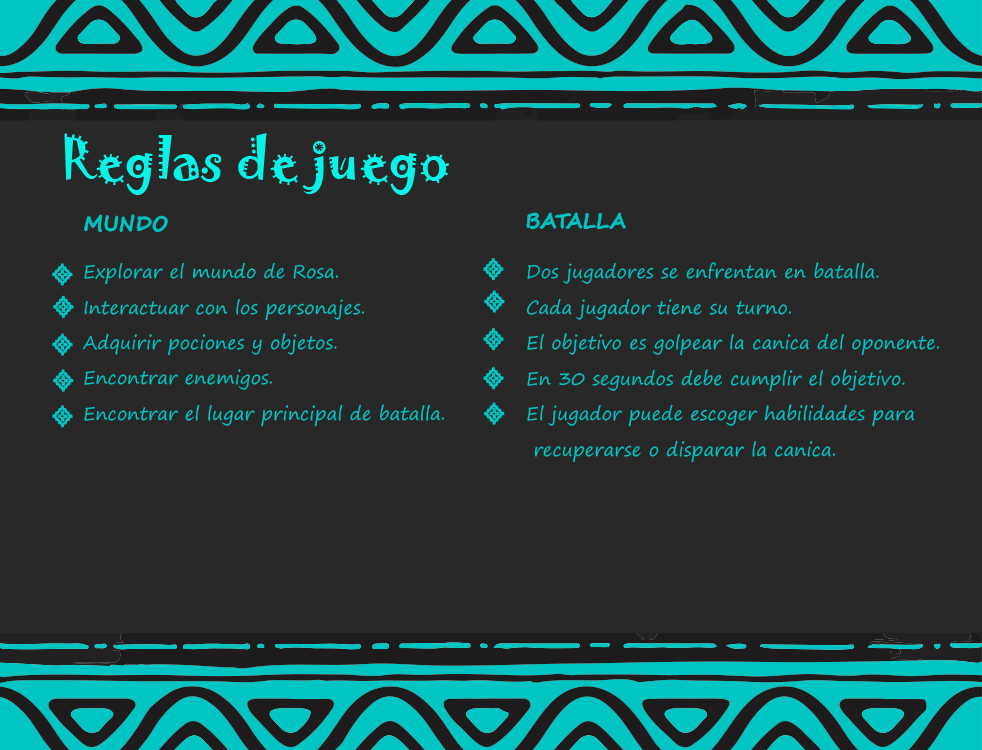 Reglas de juego
MUNDO
Explorar el mundo de Rosa.
Interactuar con los personajes.
Adquirir pociones y objetos.
Encontrar enemigos.
Encontrar el lugar principal de batalla.
BATALLA
Dos jugadores se enfrentan en batalla.
Cada jugador tiene su turno.
El objetivo es golpear la canica del oponente.
En 30 segundos debe cumplir el objetivo.
El jugador puede escoger habilidades para
recuperarse o disparar la canica.